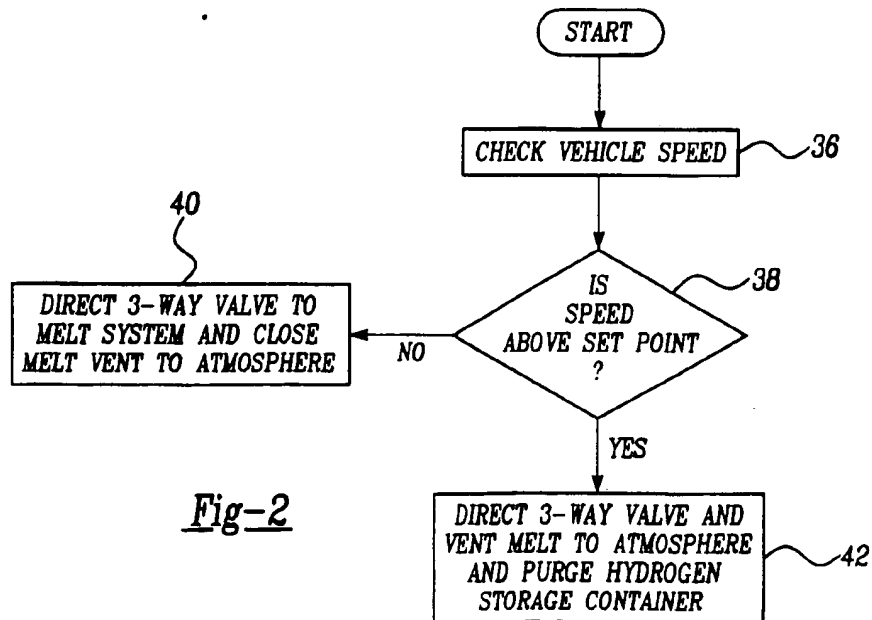 START
CHECK VEHICLE SPEED
36
40
38
IS
SPEED
ABOVE SET POINT
?
DIRECT 3-WAY VALVE TO
MELT SYSTEM AND CLOSE
MELT VENT TO ATMOSPHERE
NO
YES
Fig-2
DIRECT 3-WAY VALVE AND
VENT MELT TO ATMOSPHERE
AND PURGE HYDROGEN
STORAGE CONTAINER
42